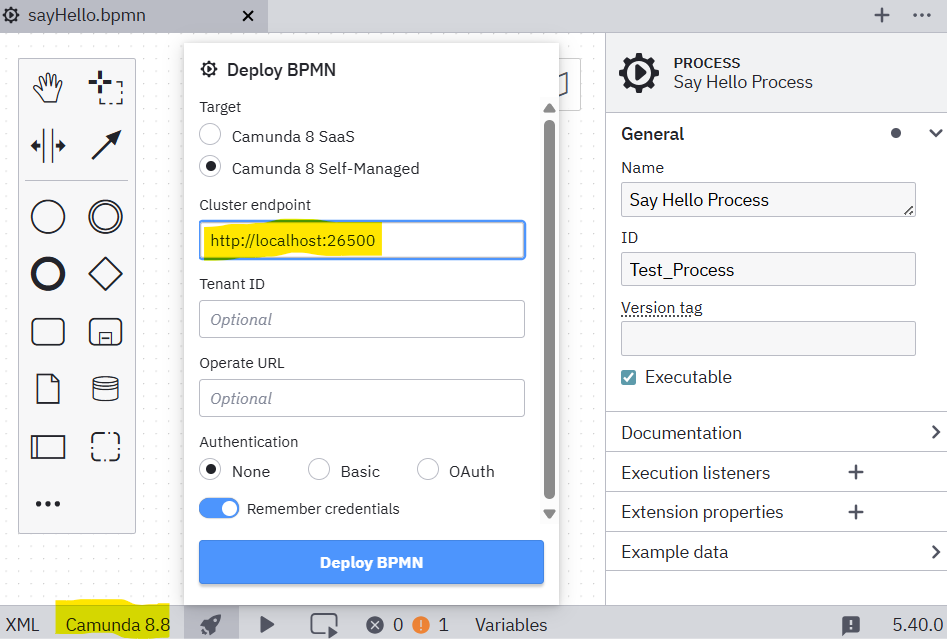 sayHello.bpmn
Deploy BPMN
Target
Camunda 8 SaaS
Camunda 8 Self-Managed
Cluster endpoint
http://localhost:26500
Tenant ID
Optional
Operate URL
Optional
Authentication
None Basic OAuth
Remember credentials
Deploy BPMN
PROCESS
Say Hello Process
General
Name
Say Hello Process
ID
Test_Process
Version tag
Executable
Documentation
Execution listeners
Extension properties
Example data
XML Camunda 8.8 0 1 Variables 5.40.0